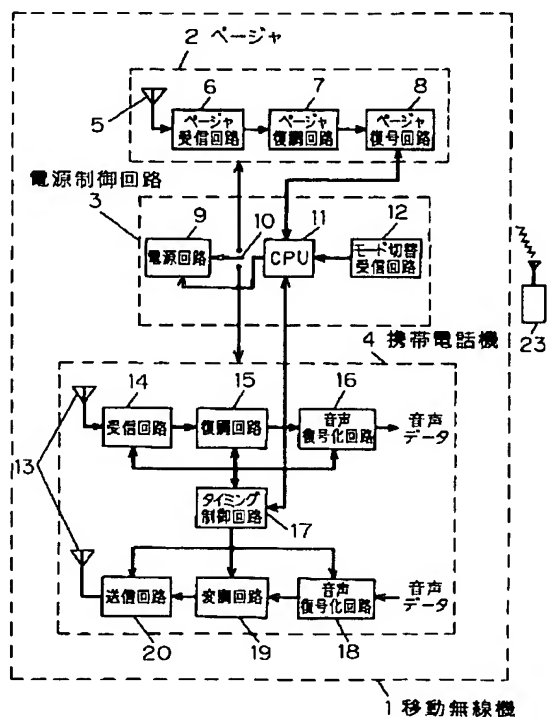 2 ページャ
6
7
8
5
ページャ
受信回路
ページャ
復調回路
ページャ
復号回路
電源制御回路
3
9
10
11
12
電源回路
CPU
モード切替
受信回路
23
4 携帯電話機
14
15
16
受信回路
復調回路
音声
復号化回路
音声
データ
13
タイミング
制御回路
17
送信回路
変調回路
音声
復号化回路
音声
データ
20
19
18
1 移動無線機